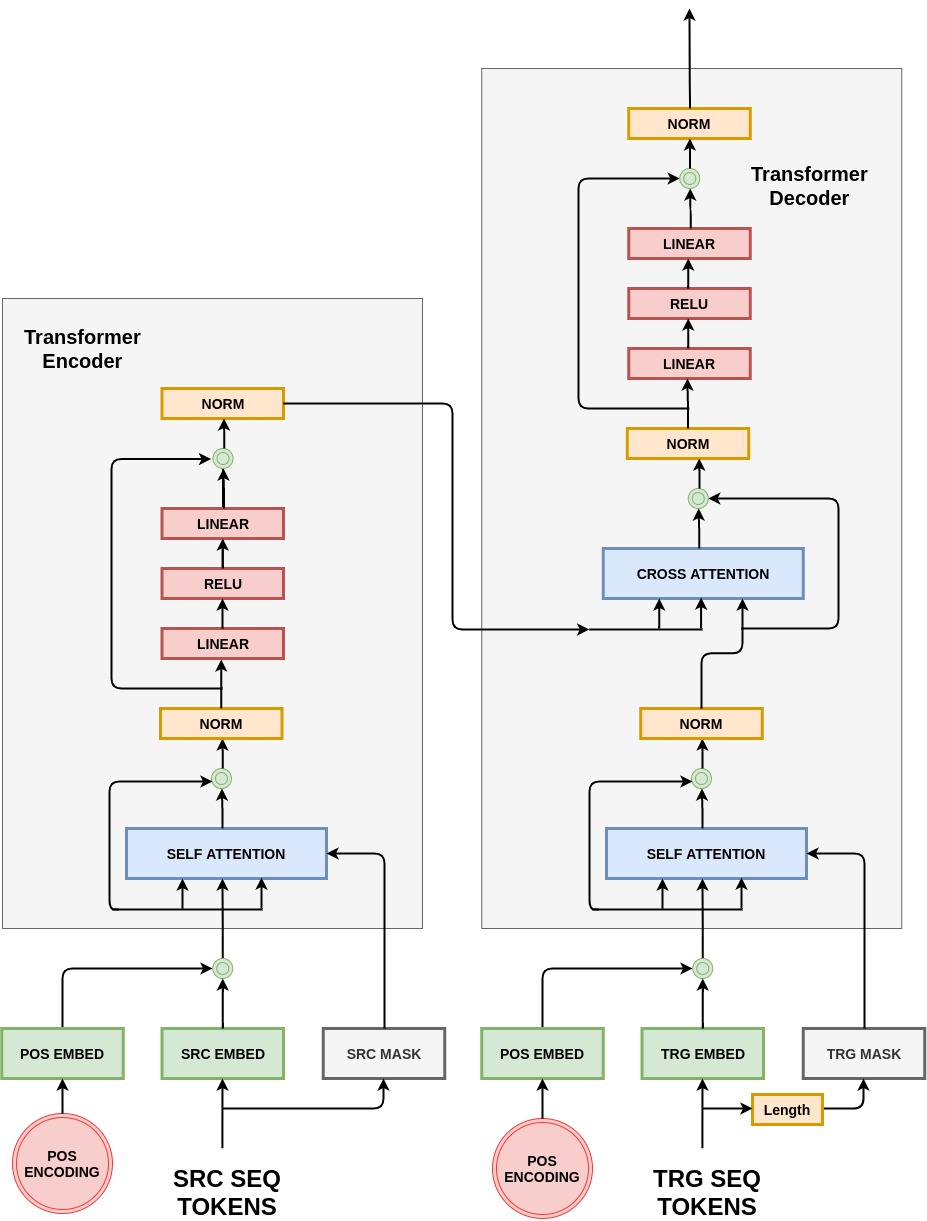 Transformer
Encoder
NORM
LINEAR
RELU
LINEAR
NORM
SELF ATTENTION
POS EMBED
SRC EMBED
SRC MASK
POS
ENCODING
SRC SEQ
TOKENS
NORM
Transformer
Decoder
LINEAR
RELU
LINEAR
NORM
CROSS ATTENTION
NORM
SELF ATTENTION
POS EMBED
TRG EMBED
TRG MASK
Length
POS
ENCODING
TRG SEQ
TOKENS